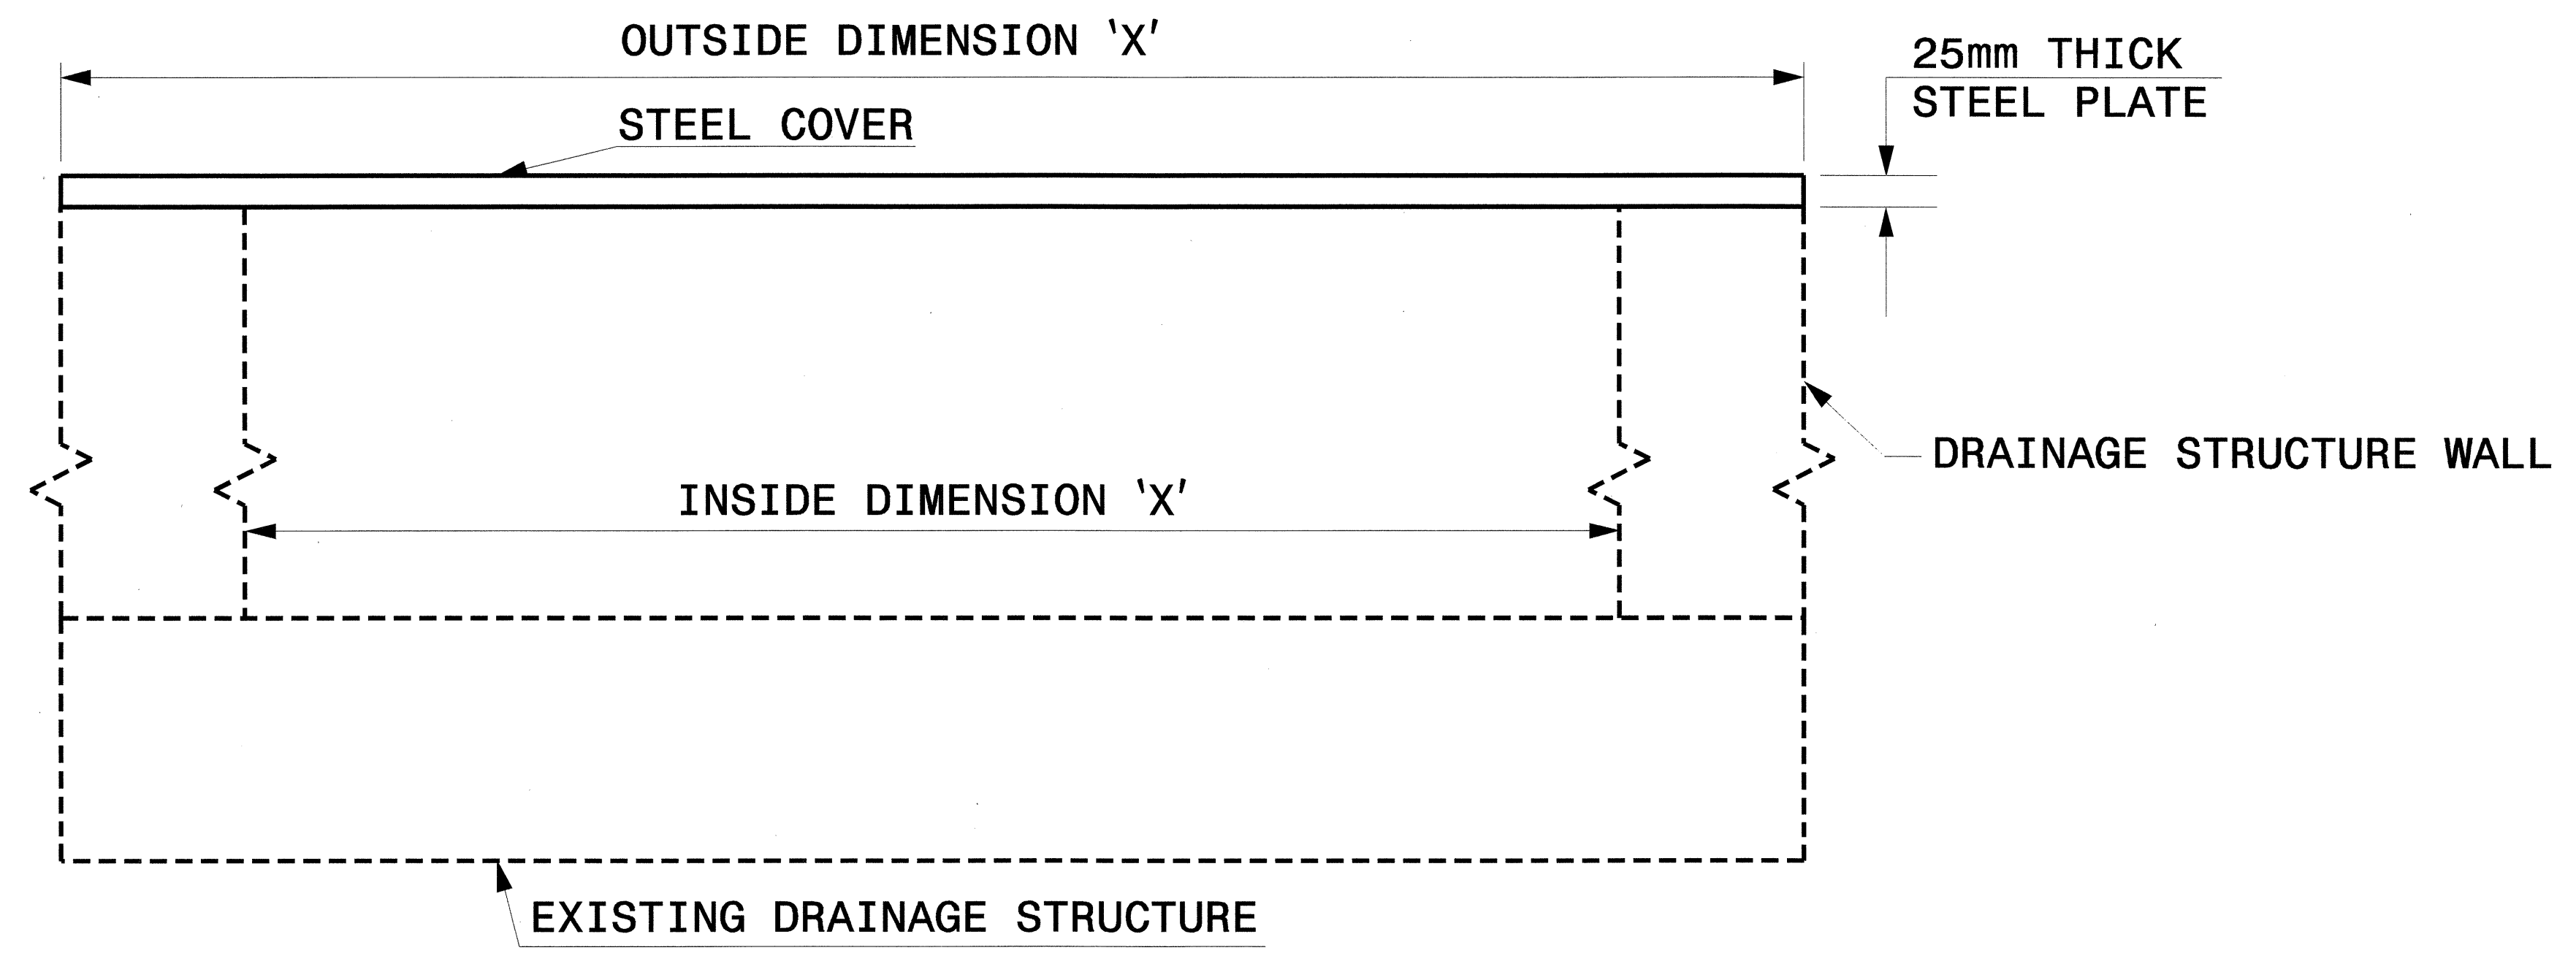 OUTSIDE DIMENSION 'X'
25mm THICK
STEEL PLATE
STEEL COVER
DRAINAGE STRUCTURE WALL
INSIDE DIMENSION 'X'
EXISTING DRAINAGE STRUCTURE